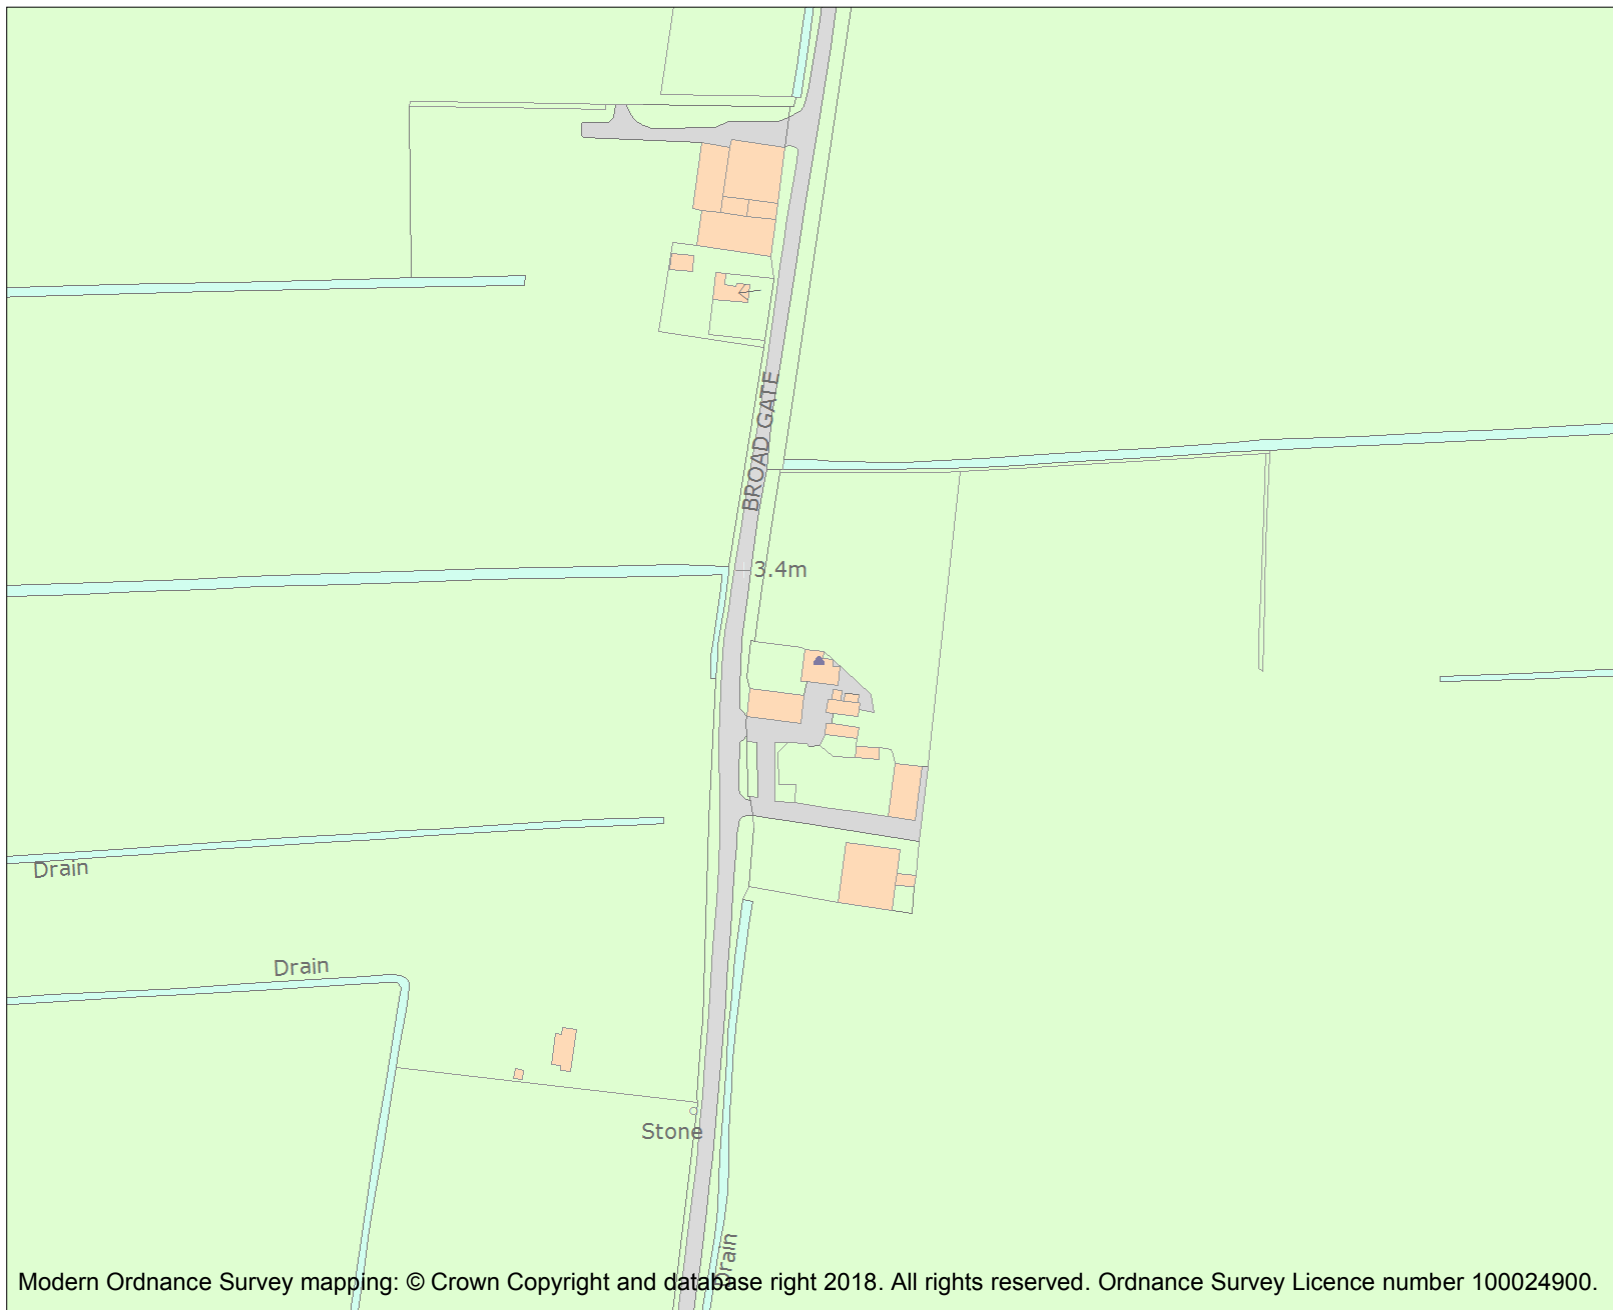 BROAD GATE
3.4m
Drain
Drain
Stone
Drain
Modern Ordnance Survey mapping: © Crown Copyright and database right 2018. All rights reserved. Ordnance Survey Licence number 100024900.